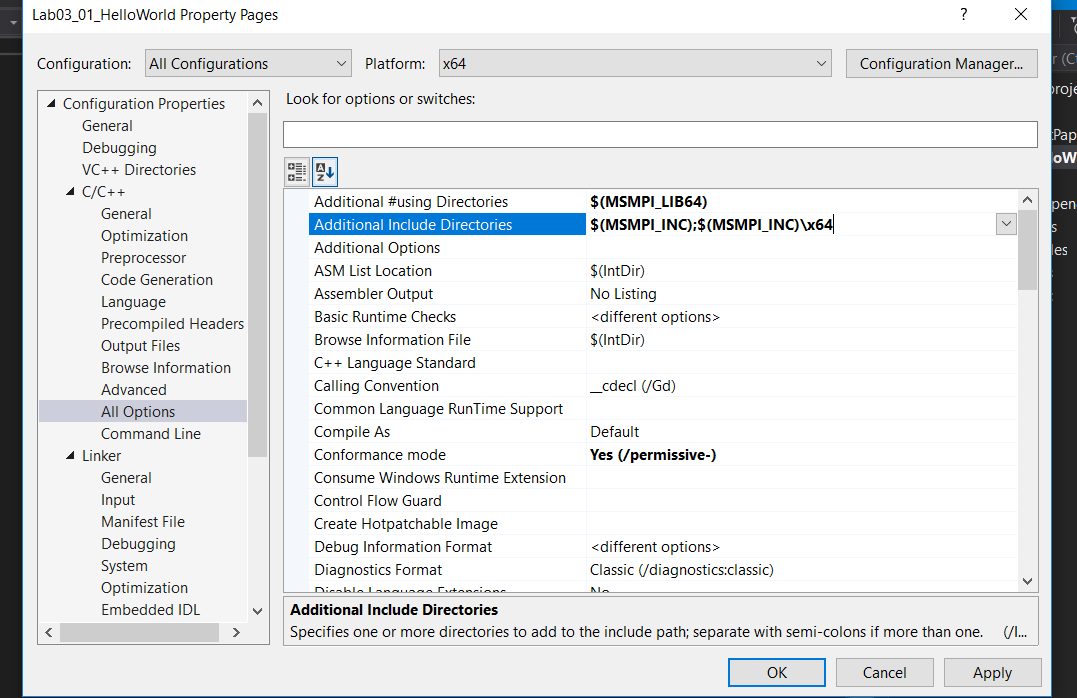 Lab03_01_HelloWorld Property Pages
? 
Configuration: All Configurations Platform: x64 Configuration Manager...
Configuration Properties
General
Debugging
VC++ Directories
C/C++
General
Optimization
Preprocessor
Code Generation
Language
Precompiled Headers
Output Files
Browse Information
Advanced
All Options
Command Line
Linker
General
Input
Manifest File
Debugging
System
Optimization
Embedded IDL
Look for options or switches:
Additional #using Directories $(MSMPI_LIB64)
Additional Include Directories $(MSMPI_INC);$(MSMPI_INC)\x64
Additional Options
ASM List Location $(IntDir)
Assembler Output No Listing
Basic Runtime Checks <different options>
Browse Information File $(IntDir)
C++ Language Standard
Calling Convention __cdecl (/Gd)
Common Language RunTime Support
Compile As Default
Conformance mode Yes (/permissive-)
Consume Windows Runtime Extension
Control Flow Guard
Create Hotpatchable Image
Debug Information Format <different options>
Diagnostics Format Classic (/diagnostics:classic)
Disable Language Extensions No
Additional Include Directories
Specifies one or more directories to add to the include path; separate with semi-colons if more than one. (/I...
OK Cancel Apply